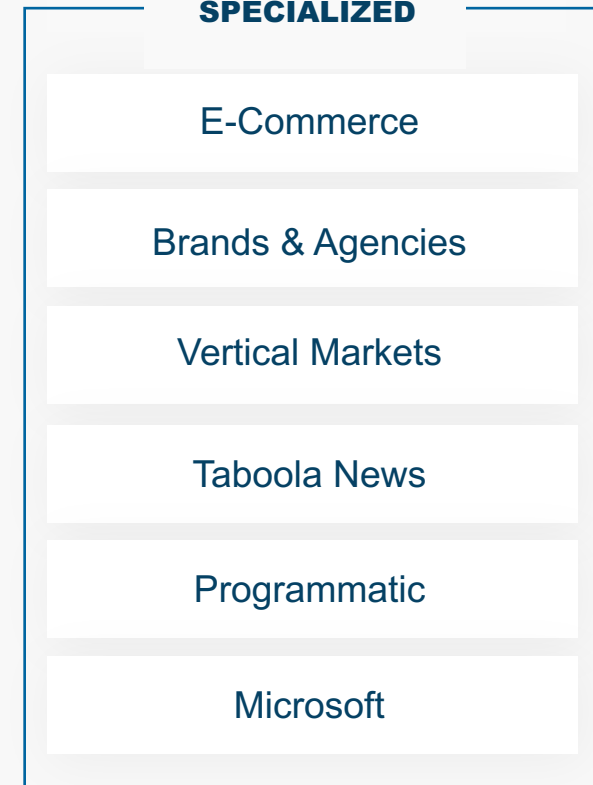 SPECIALIZED
E-Commerce
Brands & Agencies
Vertical Markets
Taboola News
Programmatic
Microsoft